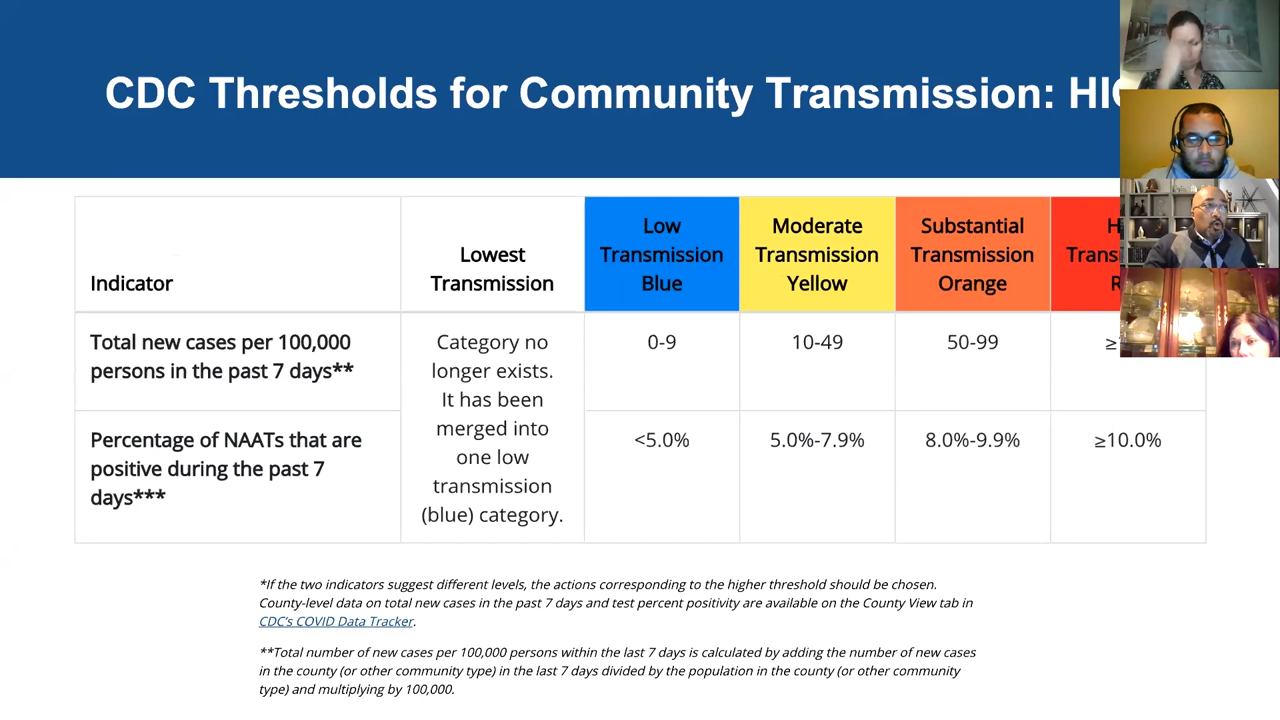 CDC Thresholds for Community Transmission:
Indicator
Lowest
Transmission
Low
Transmission
Blue
Moderate
Transmission
Yellow
Substantial
Transmission
Orange
Total new cases per 100,000
persons in the past 7 days**
Category no
longer exists.
It has been
merged into
one low
transmission
(blue) category.
0-9
10-49
50-99
Percentage of NAATs that are
positive during the past 7
days***
<5.0%
5.0%-7.9%
8.0%-9.9%
≥10.0%
*If the two indicators suggest different levels, the actions corresponding to the higher threshold should be chosen.
County-level data on total new cases in the past 7 days and test percent positivity are available on the County View tab in
CDC's COVID Data Tracker.
**Total number of new cases per 100,000 persons within the last 7 days is calculated by adding the number of new cases
in the county (or other community type) in the last 7 days divided by the population in the county (or other community
type) and multiplying by 100,000.